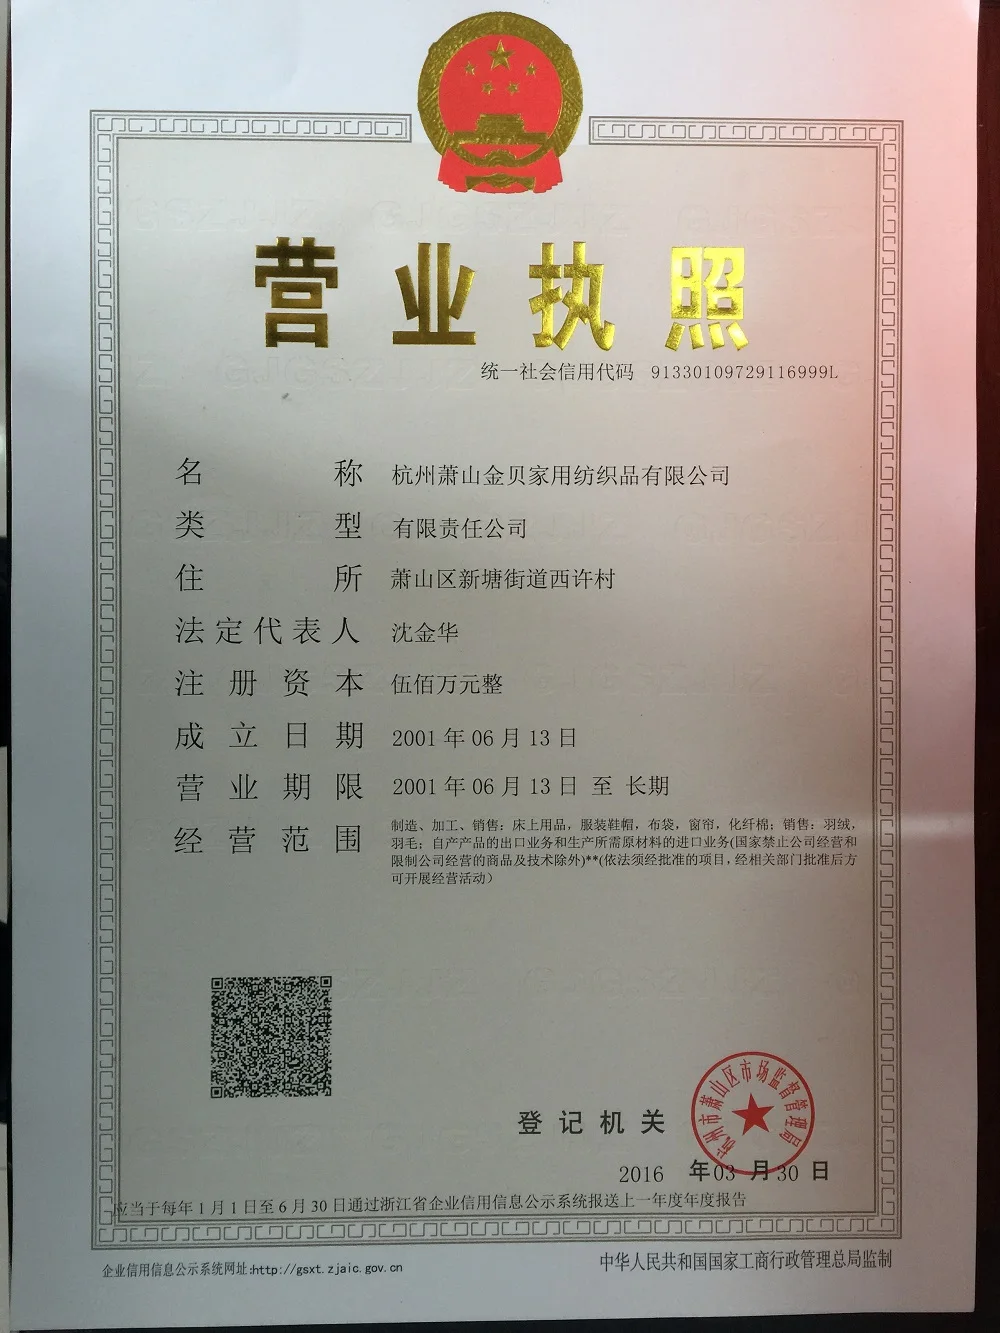 营业执照
统一社会信用代码 91330109729116999L
名称 杭州萧山金贝家用纺织品有限公司
类型 有限责任公司
住所 萧山区新塘街道西许村
法定代表人 沈金华
注册资本 伍佰万元整
成立日期 2001年06月13日
营业期限 2001年06月13日至长期
经营范围 制造、加工、销售：床上用品，服装鞋帽，布袋，窗帘，化纤棉；销售：羽绒，
羽毛；自产产品的出口业务和生产所需原材料的进口业务(国家禁止公司经营和
限制公司经营的商品及技术除外)**(依法须经批准的项目，经相关部门批准后方
可开展经营活动）
杭州市萧山区市场监督管理局
登记机关
2016 年03 月30 日
应当于每年1月1日至6月30日通过浙江省企业信用信息公示系统报送上一年度年度报告
企业信用信息公示系统网址:http://gsxt.zjaic.gov.cn
中华人民共和国国家工商行政管理总局监制